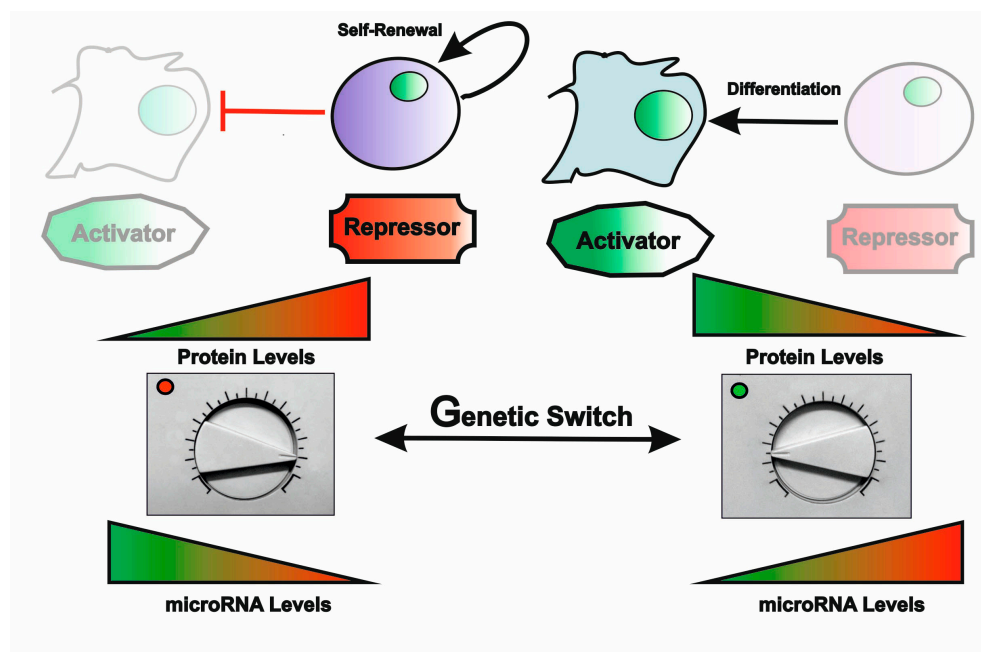 Self-Renewal
Differentiation
Activator
Repressor
Activator
Repressor
Protein Levels
Protein Levels
Genetic Switch
microRNA Levels
microRNA Levels